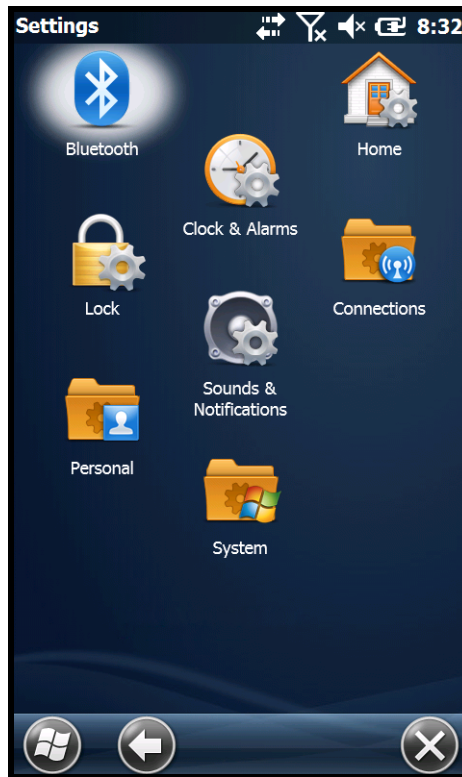 Settings 8:32
Bluetooth
Home
Clock & Alarms
Lock
Connections
Sounds &
Notifications
Personal
System